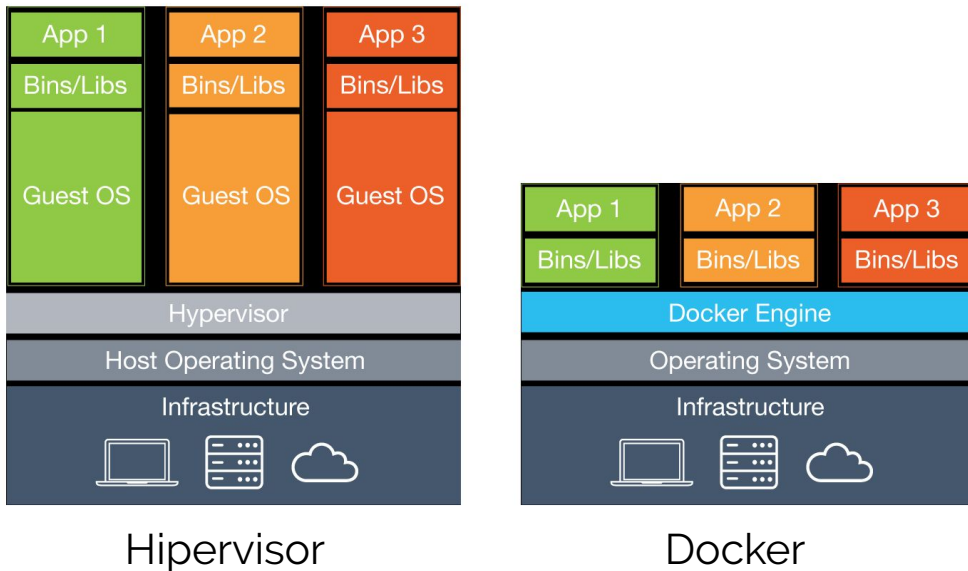 App 1
App 2
App 3
Bins/Libs
Bins/Libs
Bins/Libs
Guest OS
Guest OS
Guest OS
Hypervisor
Host Operating System
Infrastructure
Hipervisor
App 1
App 2
App 3
Bins/Libs
Bins/Libs
Bins/Libs
Docker Engine
Operating System
Infrastructure
Docker